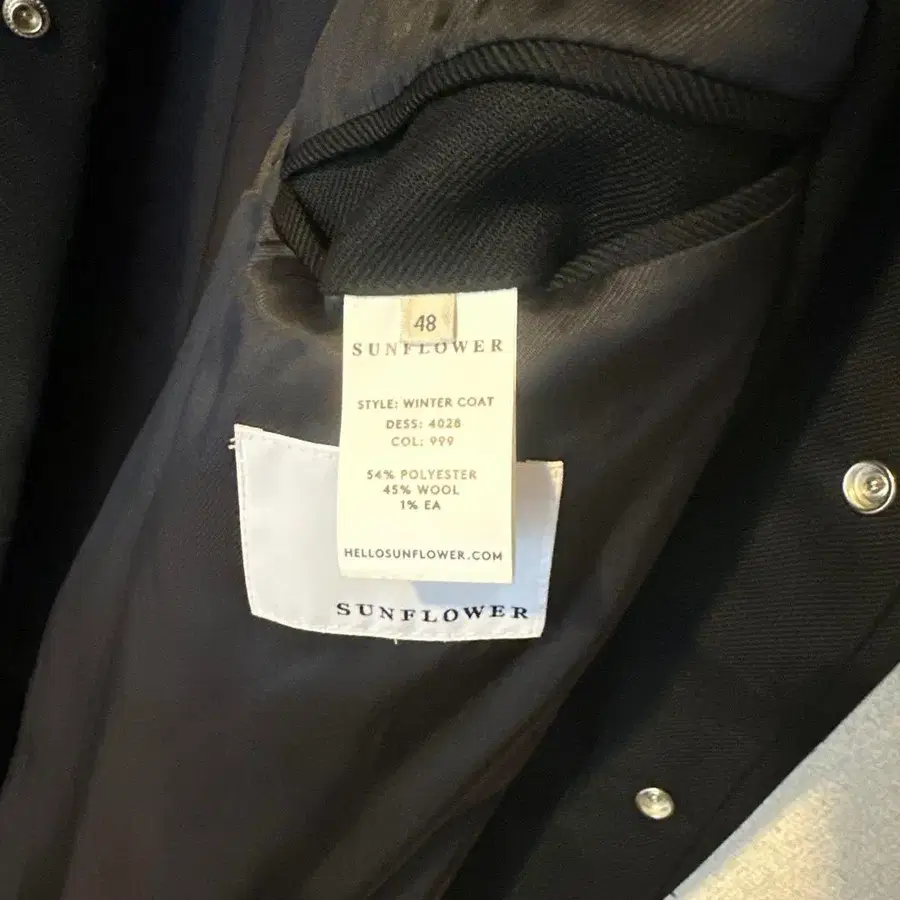 48
SUNFLOWER
STYLE: WINTER COAT
DESS: 4028
COL: 999
54% POLYESTER
45% WOOL
1% EA
HELLOSUNFLOWER.COM
SUNFLOWER